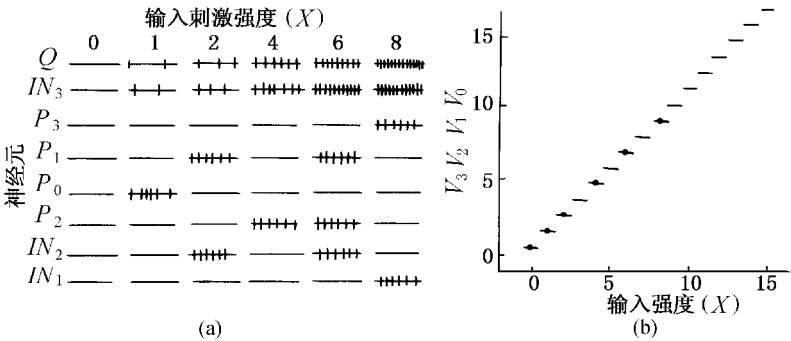 输入刺激强度 (X)
0 1 2 4 6 8
Q
IN₃
P₃
P₁
P₀
P₂
IN₂
IN₁
神经元
(a)
15
10
5
0
V₃ V₂ V₁ V₀
0 5 10 15
输入强度 (X)
(b)